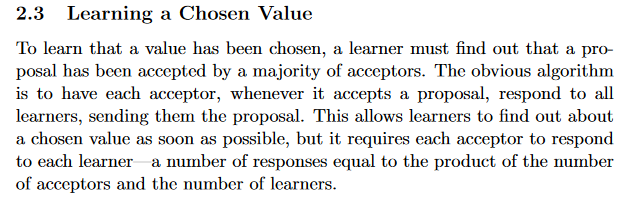 2.3 Learning a Chosen Value
To learn that a value has been chosen, a learner must find out that a pro-
posal has been accepted by a majority of acceptors. The obvious algorithm
is to have each acceptor, whenever it accepts a proposal, respond to all
learners, sending them the proposal. This allows learners to find out about
a chosen value as soon as possible, but it requires each acceptor to respond
to each learner—a number of responses equal to the product of the number
of acceptors and the number of learners.